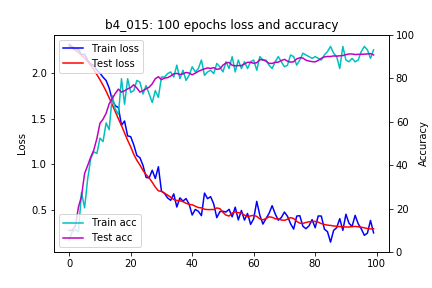 b4_015: 100 epochs loss and accuracy
Train loss
Test loss
Train acc
Test acc
Loss
2.0
1.5
1.0
0.5
Accuracy
100
80
60
40
20
0
0
20
40
60
80
100